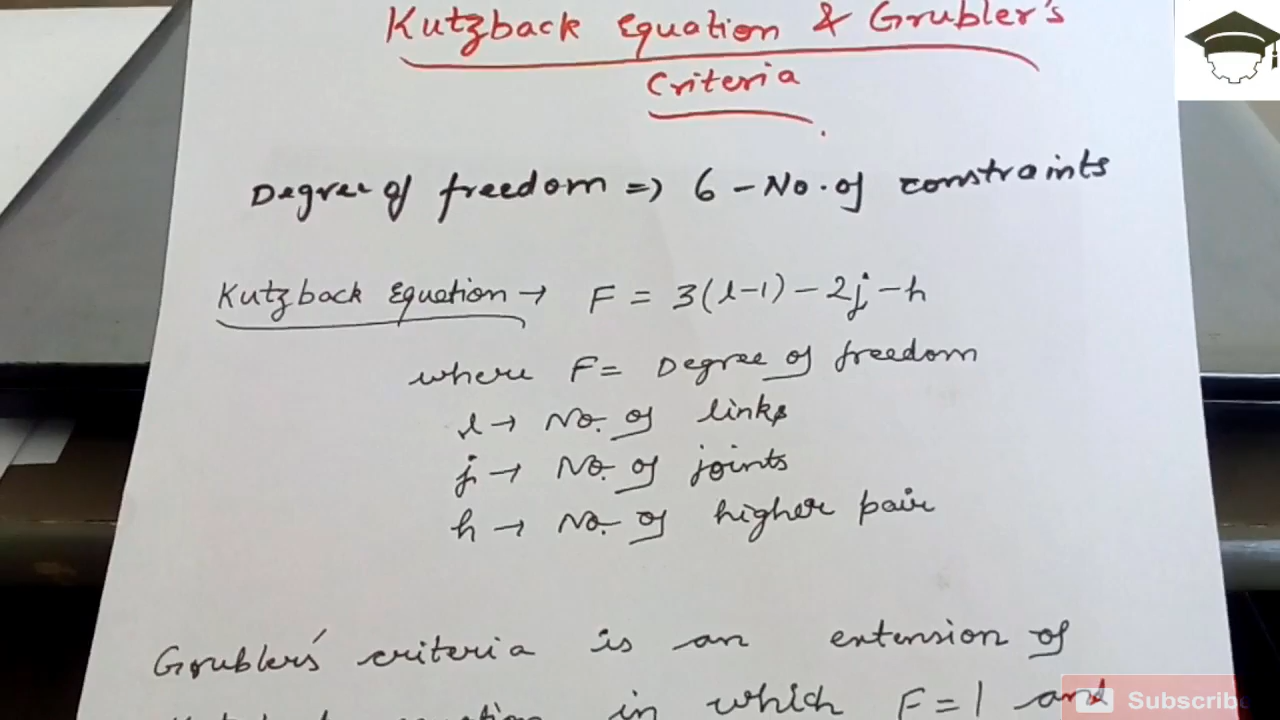 Kutzback Equation & Grubler's
Criteria
Degree of freedom => 6 - No. of constraints
Kutzback Equation → F = 3(l-1) - 2j - h
where F = Degree of freedom
l → No. of links
j → No. of joints
h → No. of higher pair
Grubler's criteria is an extension of
equation in which F=1 and
Subscribe